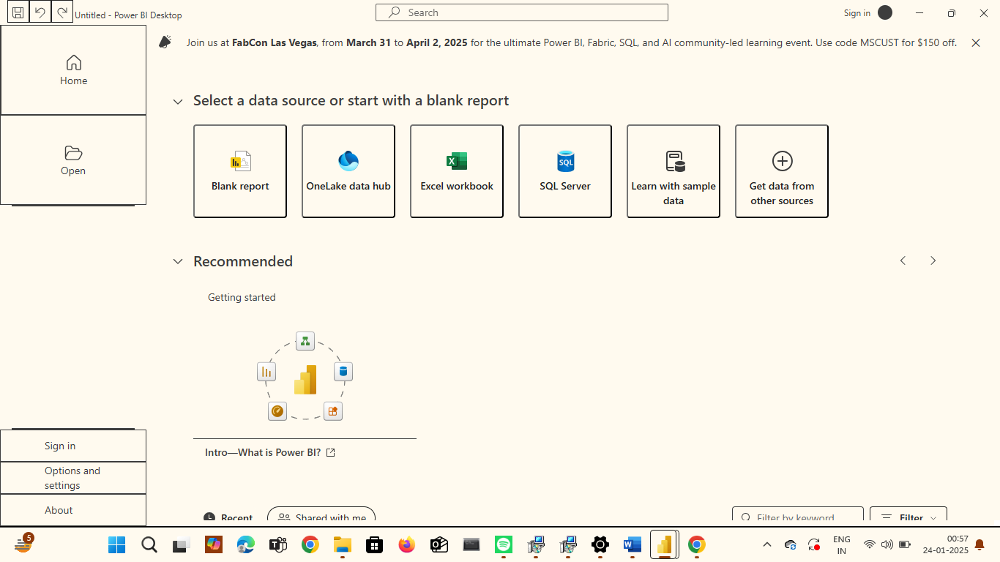 Untitled - Power BI Desktop
Search
Sign in
Join us at FabCon Las Vegas, from March 31 to April 2, 2025 for the ultimate Power BI, Fabric, SQL, and AI community-led learning event. Use code MSCUST for $150 off.
Home
Open
Select a data source or start with a blank report
Blank report
OneLake data hub
Excel workbook
SQL
SQL Server
Learn with sample
data
Get data from
other sources
Recommended
Getting started
Intro—What is Power BI?
Sign in
Options and
settings
About
Recent
Shared with me
Filter by keyword
Filter
5
ENG
IN
00:57
24-01-2025